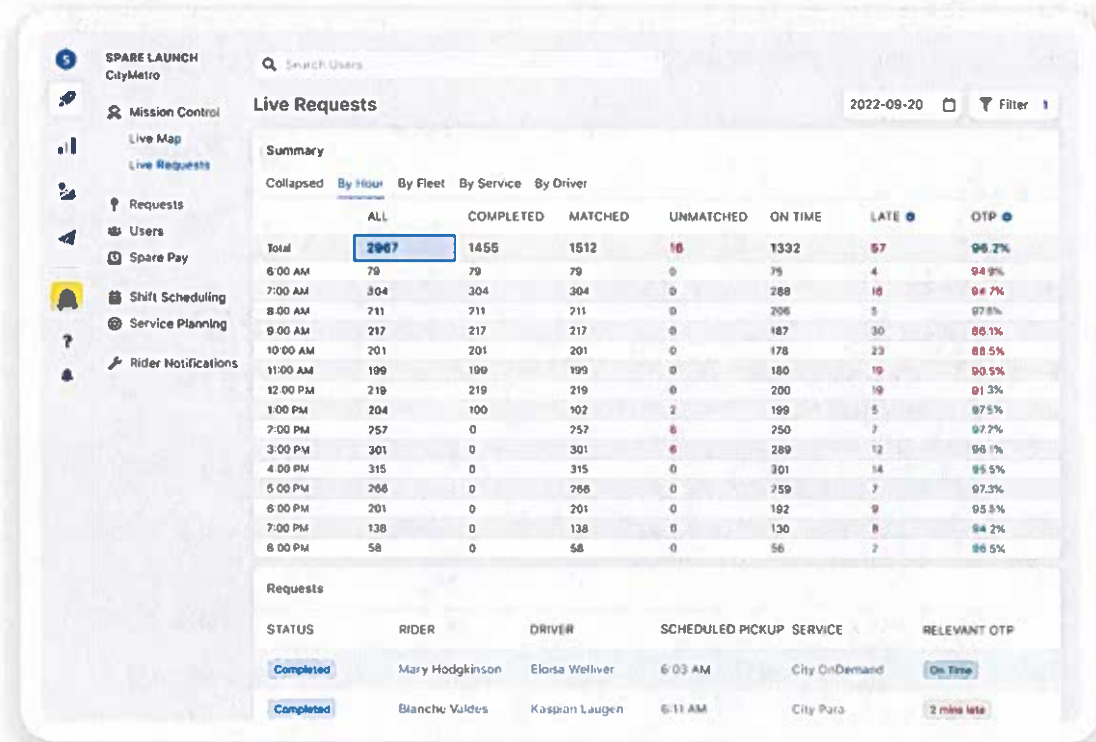 S SPARE LAUNCH
CityMetro
Search Users
Mission Control
Live Requests
2022-09-20
Filter 1
Live Map
Live Requests
Summary
Collapsed By Hour By Fleet By Service By Driver
Requests
Users
Spare Pay
Shift Scheduling
Service Planning
?
Rider Notifications
ALL COMPLETED MATCHED UNMATCHED ON TIME LATE OTP
Total 2967 1455 1512 16 1332 57 96.2%
6:00 AM 79 79 79 0 75 4 94.9%
7:00 AM 304 304 304 0 288 16 94.7%
8:00 AM 211 211 211 0 206 5 97.6%
9:00 AM 217 217 217 0 187 30 86.1%
10:00 AM 201 201 201 0 178 23 88.5%
11:00 AM 199 199 199 0 180 19 90.5%
12:00 PM 219 219 219 0 200 19 91.3%
1:00 PM 204 100 102 2 199 5 97.5%
2:00 PM 257 0 257 6 250 7 97.2%
3:00 PM 301 0 301 6 289 12 96.1%
4:00 PM 315 0 315 0 301 14 95.5%
5:00 PM 266 0 266 0 259 7 97.3%
6:00 PM 201 0 201 0 192 9 95.5%
7:00 PM 138 0 138 0 130 8 94.2%
58 0 58 0 56 2 96.5%
Requests
STATUS RIDER DRIVER SCHEDULED PICKUP SERVICE RELEVANT OTP
Completed Mary Hodgkinson Eloisa Welliver 6:03 AM City OnDemand On Time
Completed Blanche Valdes Kaspian Laugen 6:11 AM City Para 2 mins late